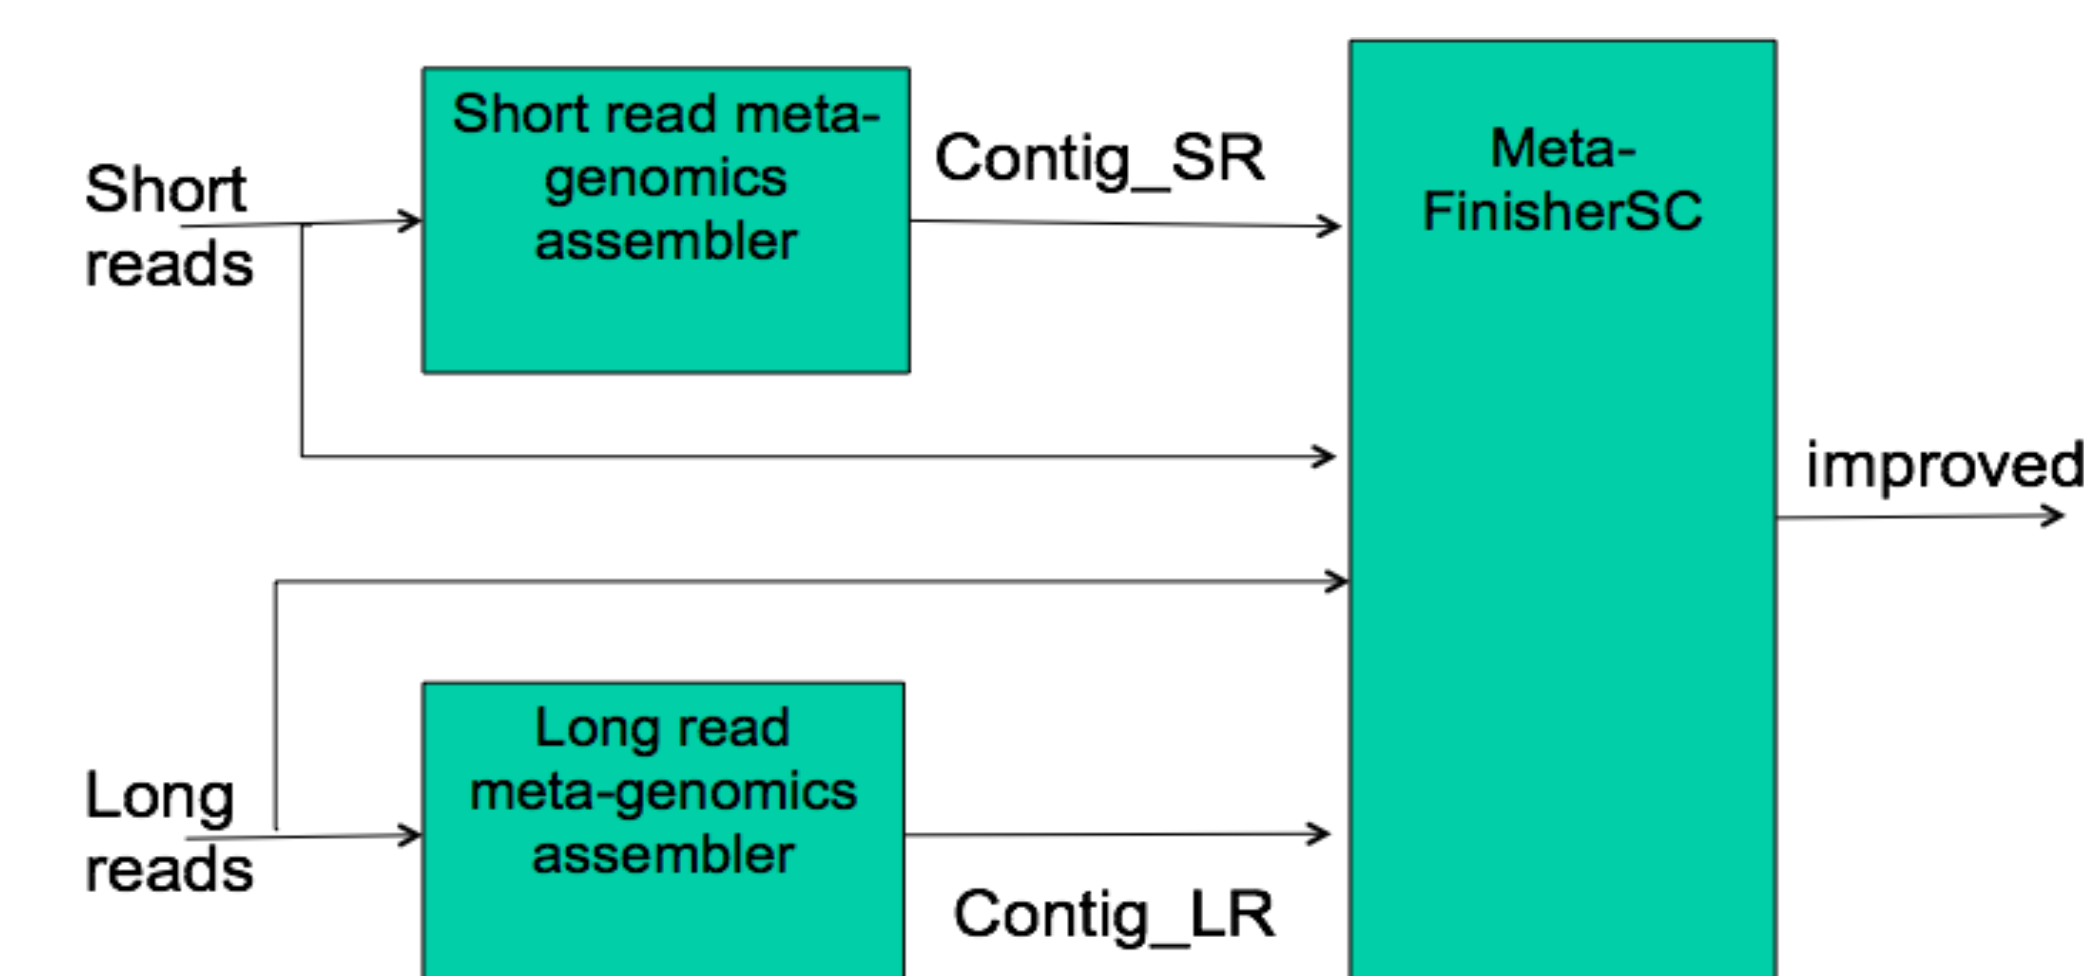 Short
reads
Short read meta-
genomics
assembler
Contig_SR
Meta-
FinisherSC
improved
Long
reads
Long read
meta-genomics
assembler
Contig_LR